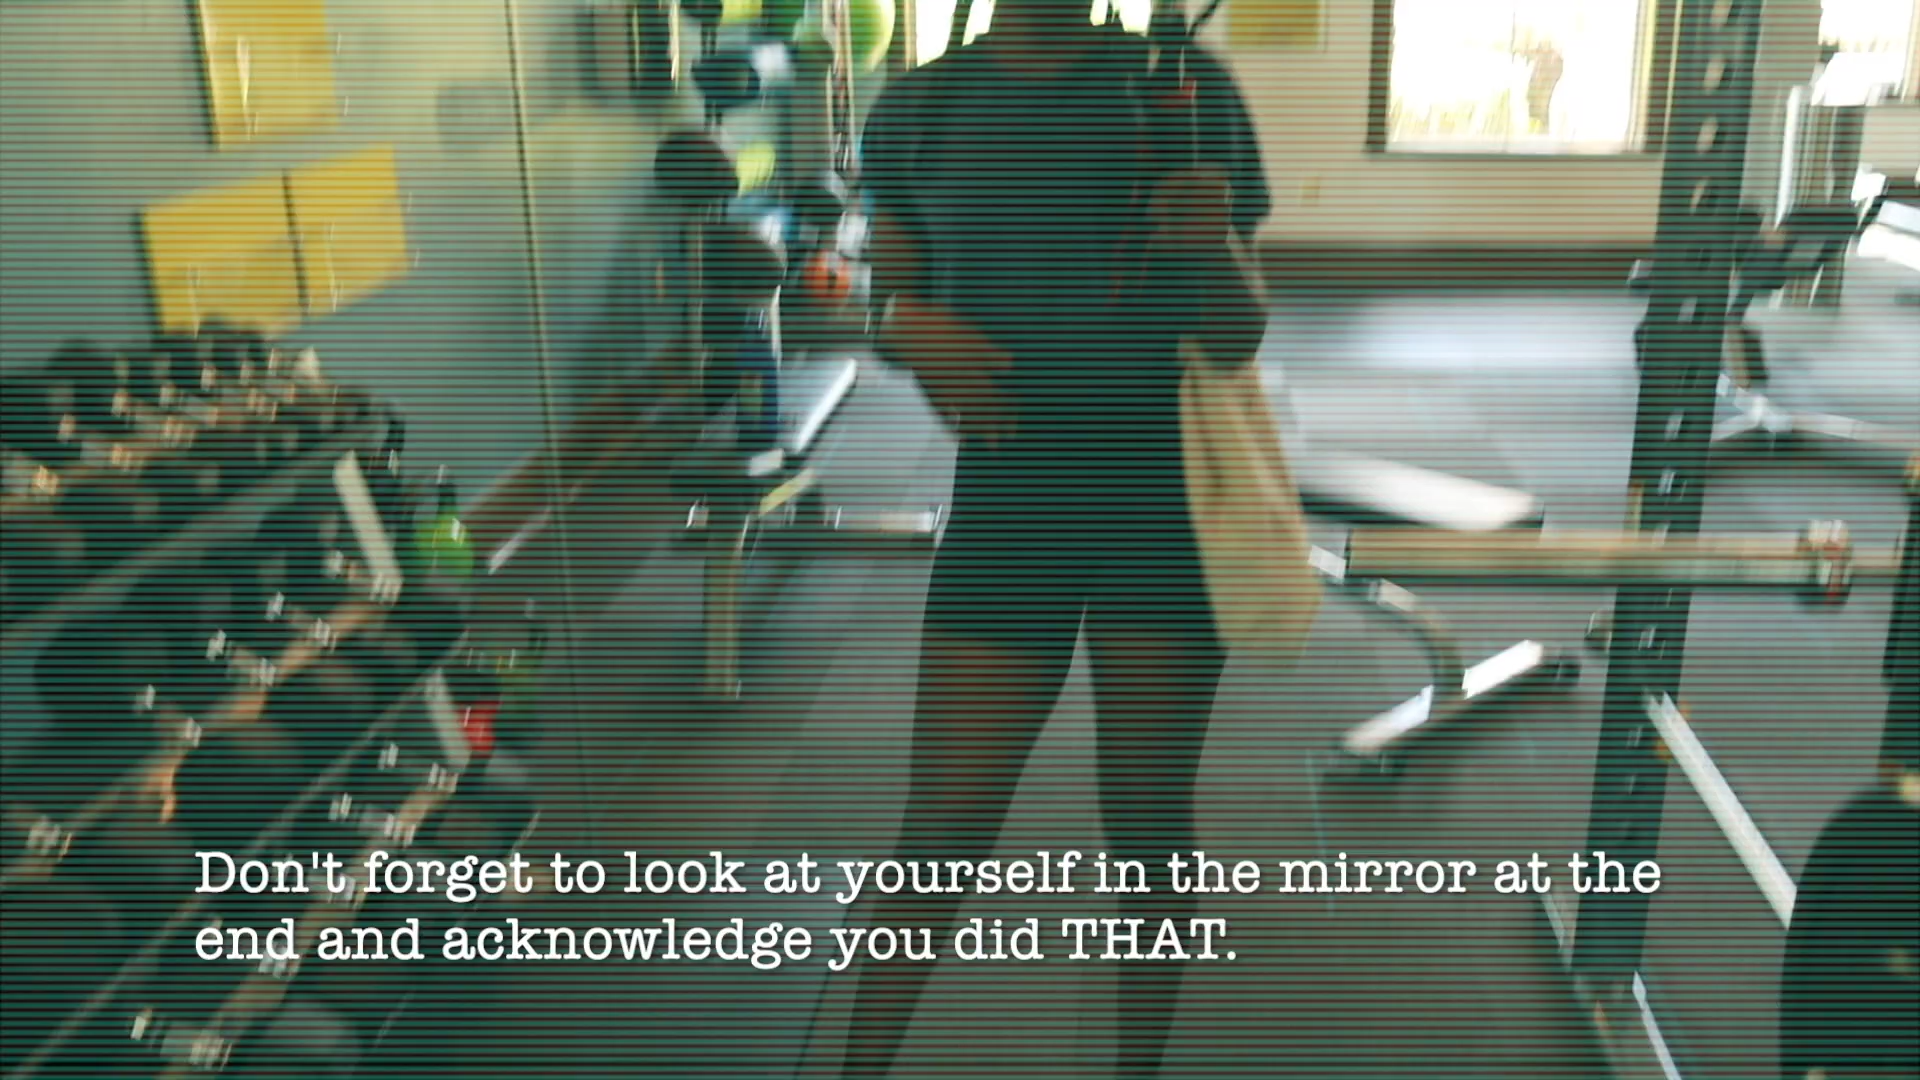 Don't forget to look at yourself in the mirror at the
end and acknowledge you did THAT.